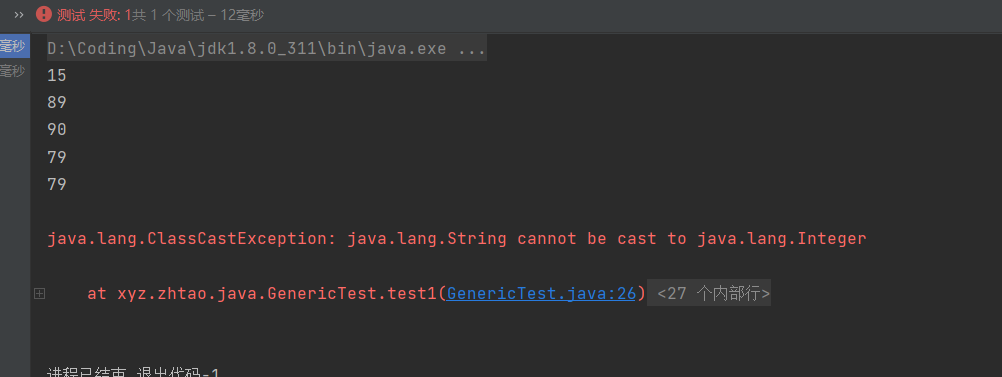 >> 测试 失败: 1共 1 个测试 – 12毫秒
毫秒
D:\Coding\Java\jdk1.8.0_311\bin\java.exe ...
15
毫秒
89
90
79
79
java.lang.ClassCastException: java.lang.String cannot be cast to java.lang.Integer
at xyz.zhtao.java.GenericTest.test1(GenericTest.java:26) <27 个内部行>
进程已结束,退出代码-1